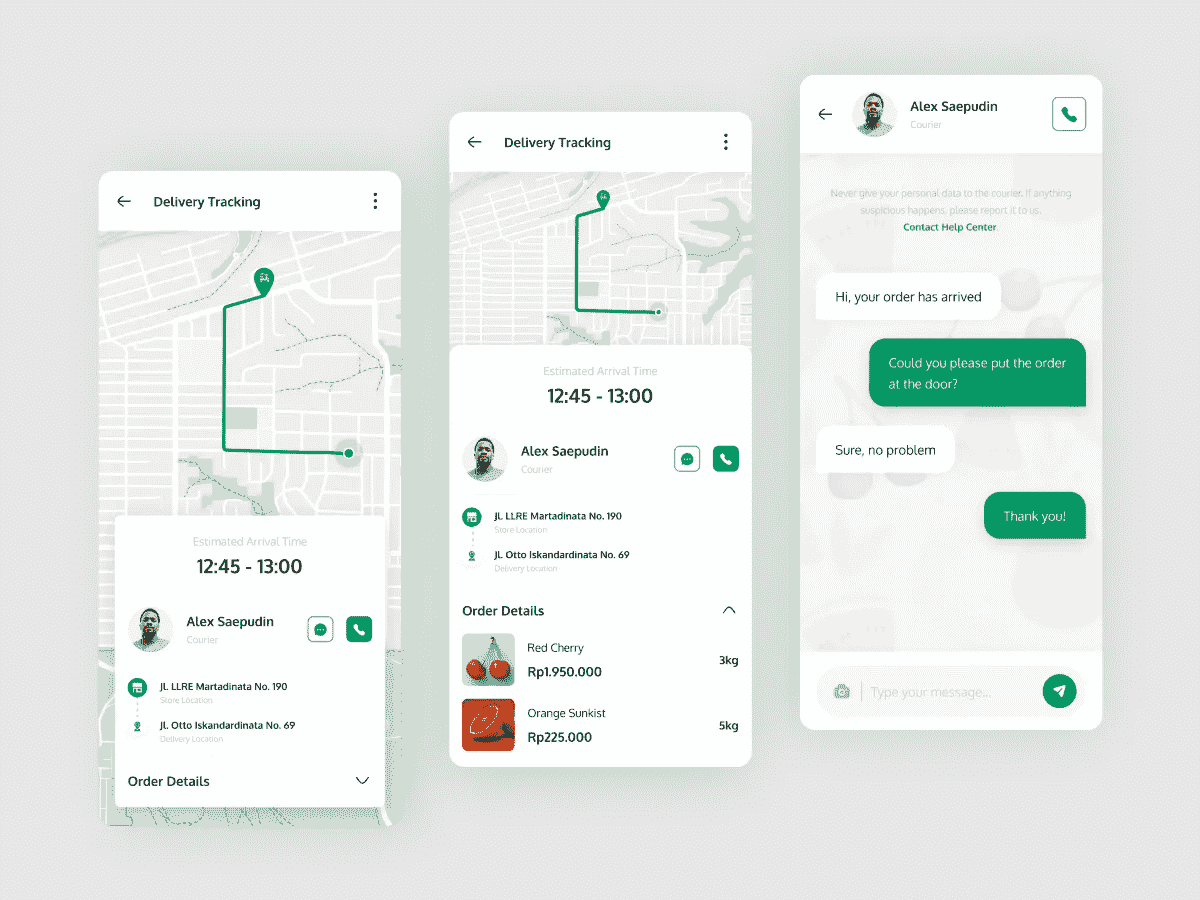 Delivery Tracking
Estimated Arrival Time
12:45 - 13:00
Alex Saepudin
Courier
Jl. LLRE Martadinata No. 190
Store Location
Jl. Otto Iskandardinata No. 69
Delivery Location
Order Details
Delivery Tracking
Estimated Arrival Time
12:45 - 13:00
Alex Saepudin
Courier
Jl. LLRE Martadinata No. 190
Store Location
Jl. Otto Iskandardinata No. 69
Delivery Location
Order Details
Red Cherry
Rp1.950.000
3kg
Orange Sunkist
Rp225.000
5kg
Alex Saepudin
Courier
Never give your personal data to the courier. If anything
suspicious happens, please report it to us.
Contact Help Center.
Hi, your order has arrived
Could you please put the order
at the door?
Sure, no problem
Thank you!
Type your message...